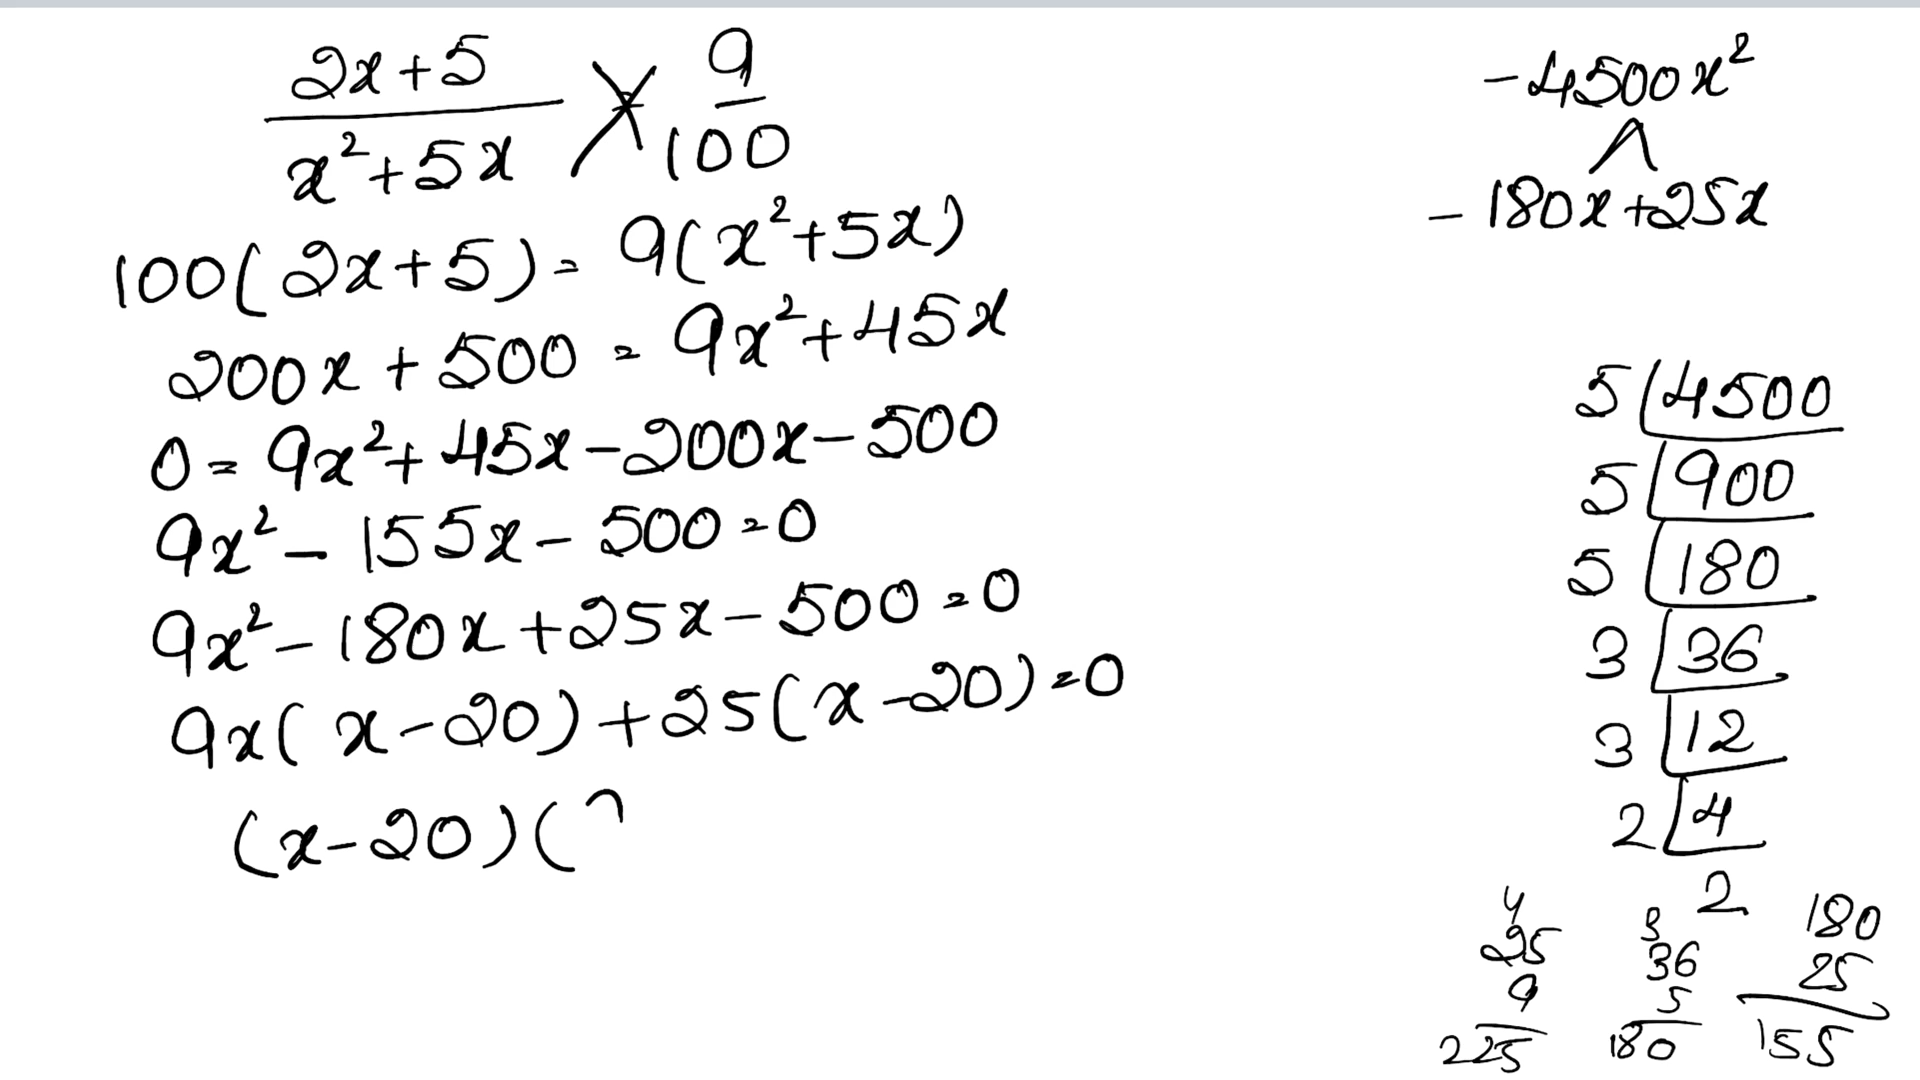 2x+5 / x²+5x = 9/100
100(2x+5) = 9(x²+5x)
200x + 500 = 9x²+45x
0 = 9x²+45x-200x-500
9x² - 155x - 500 = 0
9x² - 180x + 25x - 500 = 0
9x(x-20) + 25(x-20) = 0
(x-20)(
-4500x²
-180x+25x
5 | 4500
5 | 900
5 | 180
3 | 36
3 | 12
2 | 4
2
4
25
9
225
3
36
5
180
180
25
155